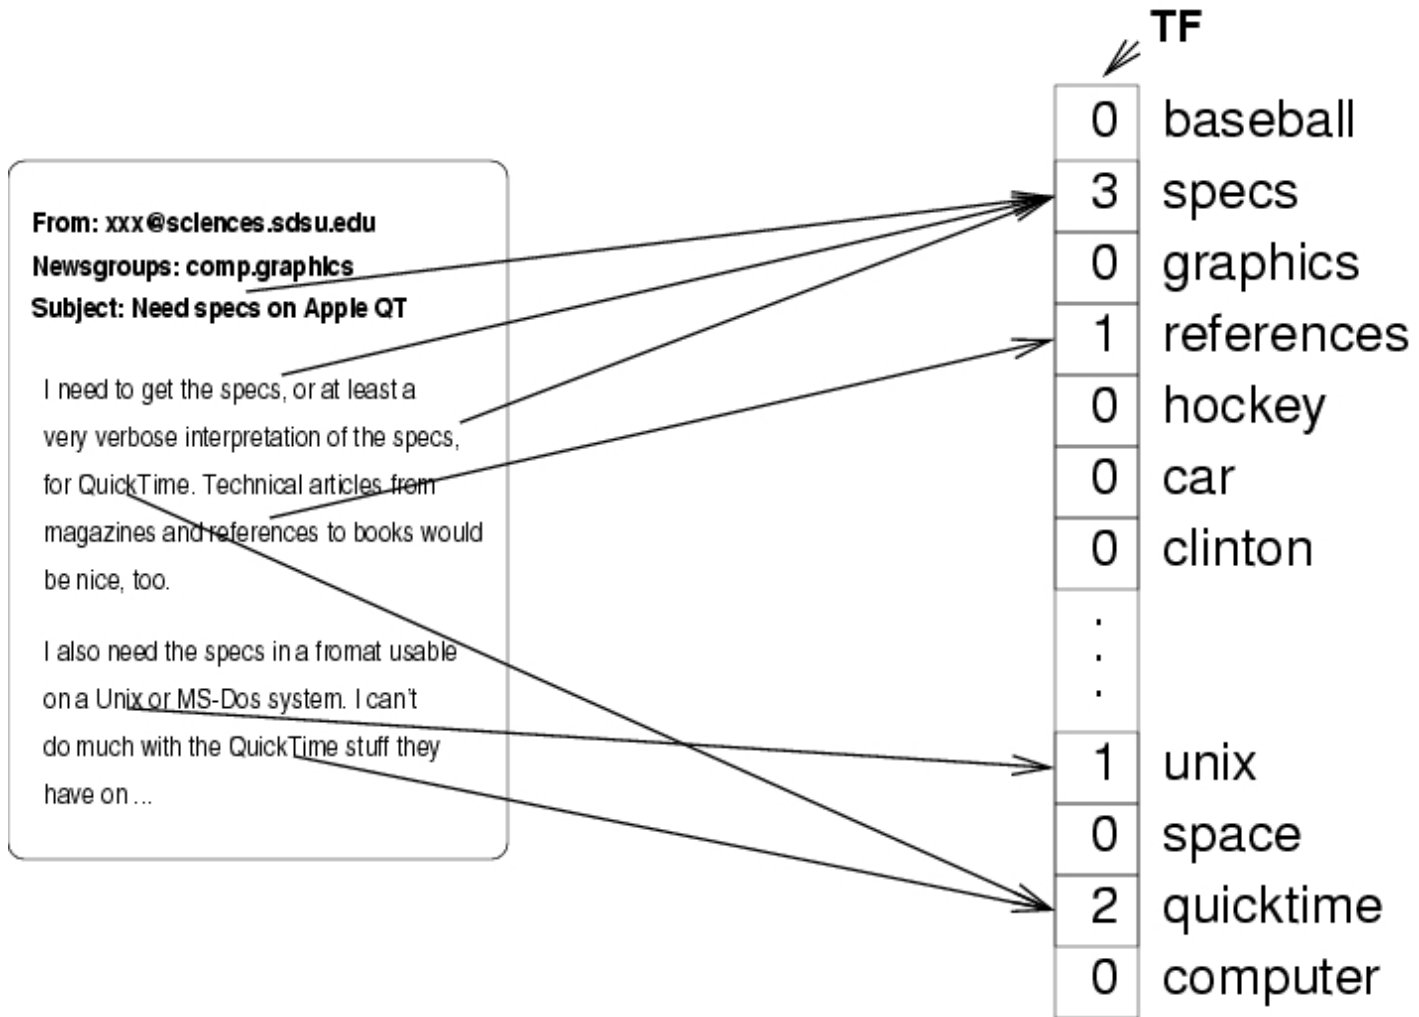 TF
From: xxx@sciences.sdsu.edu
Newsgroups: comp.graphics
Subject: Need specs on Apple QT
I need to get the specs, or at least a
very verbose interpretation of the specs,
for QuickTime. Technical articles from
magazines and references to books would
be nice, too.
I also need the specs in a fromat usable
on a Unix or MS-Dos system. I can't
do much with the QuickTime stuff they
have on ...
0 baseball
3 specs
0 graphics
1 references
0 hockey
0 car
0 clinton
.
.
.
1 unix
0 space
2 quicktime
0 computer